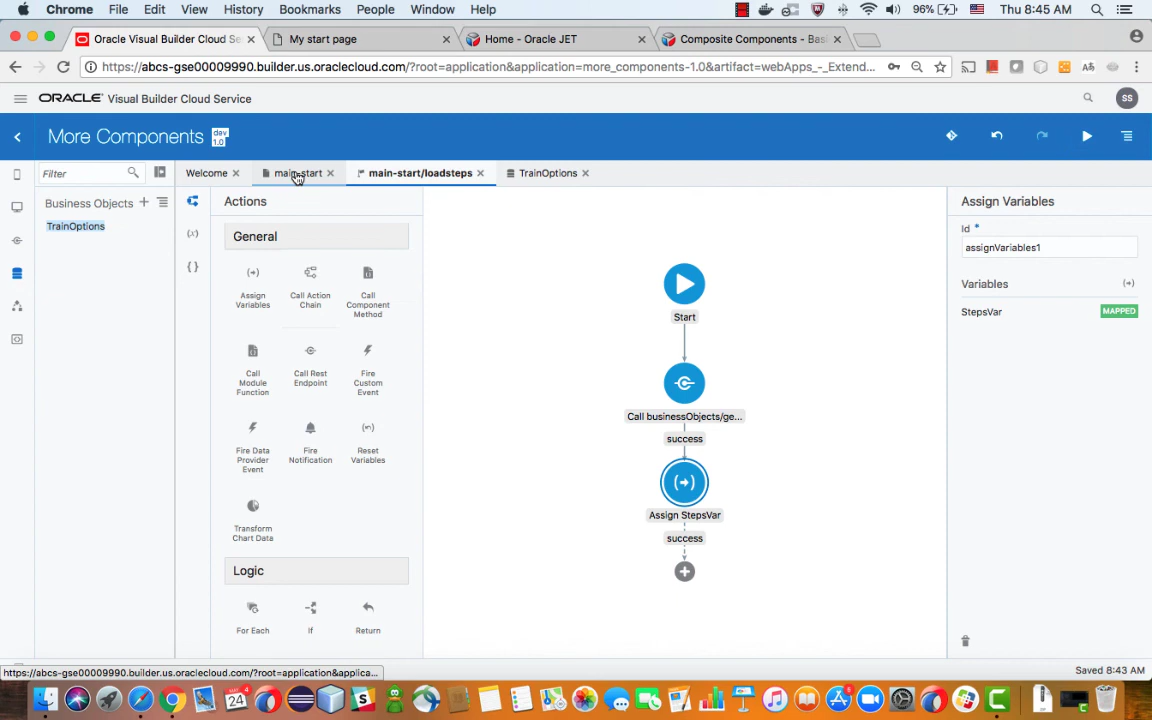 Chrome File Edit View History Bookmarks People Window Help 96% Thu 8:45 AM
Oracle Visual Builder Cloud Se My start page Home - Oracle JET Composite Components - Basi
https://abcs-gse00009990.builder.us.oraclecloud.com/?root=application&application=more_components-1.0&artifact=webApps_-_Extend...
ORACLE Visual Builder Cloud Service SS
More Components dev 1.0
Filter Welcome main-start main-start/loadsteps TrainOptions
Business Objects
TrainOptions
Actions
General
Assign Variables
Call Action Chain
Call Component Method
Call Module Function
Call Rest Endpoint
Fire Custom Event
Fire Data Provider Event
Fire Notification
Reset Variables
Transform Chart Data
Logic
For Each
If
Return
Start
Call businessObjects/ge...
success
Assign StepsVar
success
Assign Variables
Id *
assignVariables1
Variables
StepsVar MAPPED
https://abcs-gse00009990.builder.us.oraclecloud.com/?root=application&applica...
Saved 8:43 AM